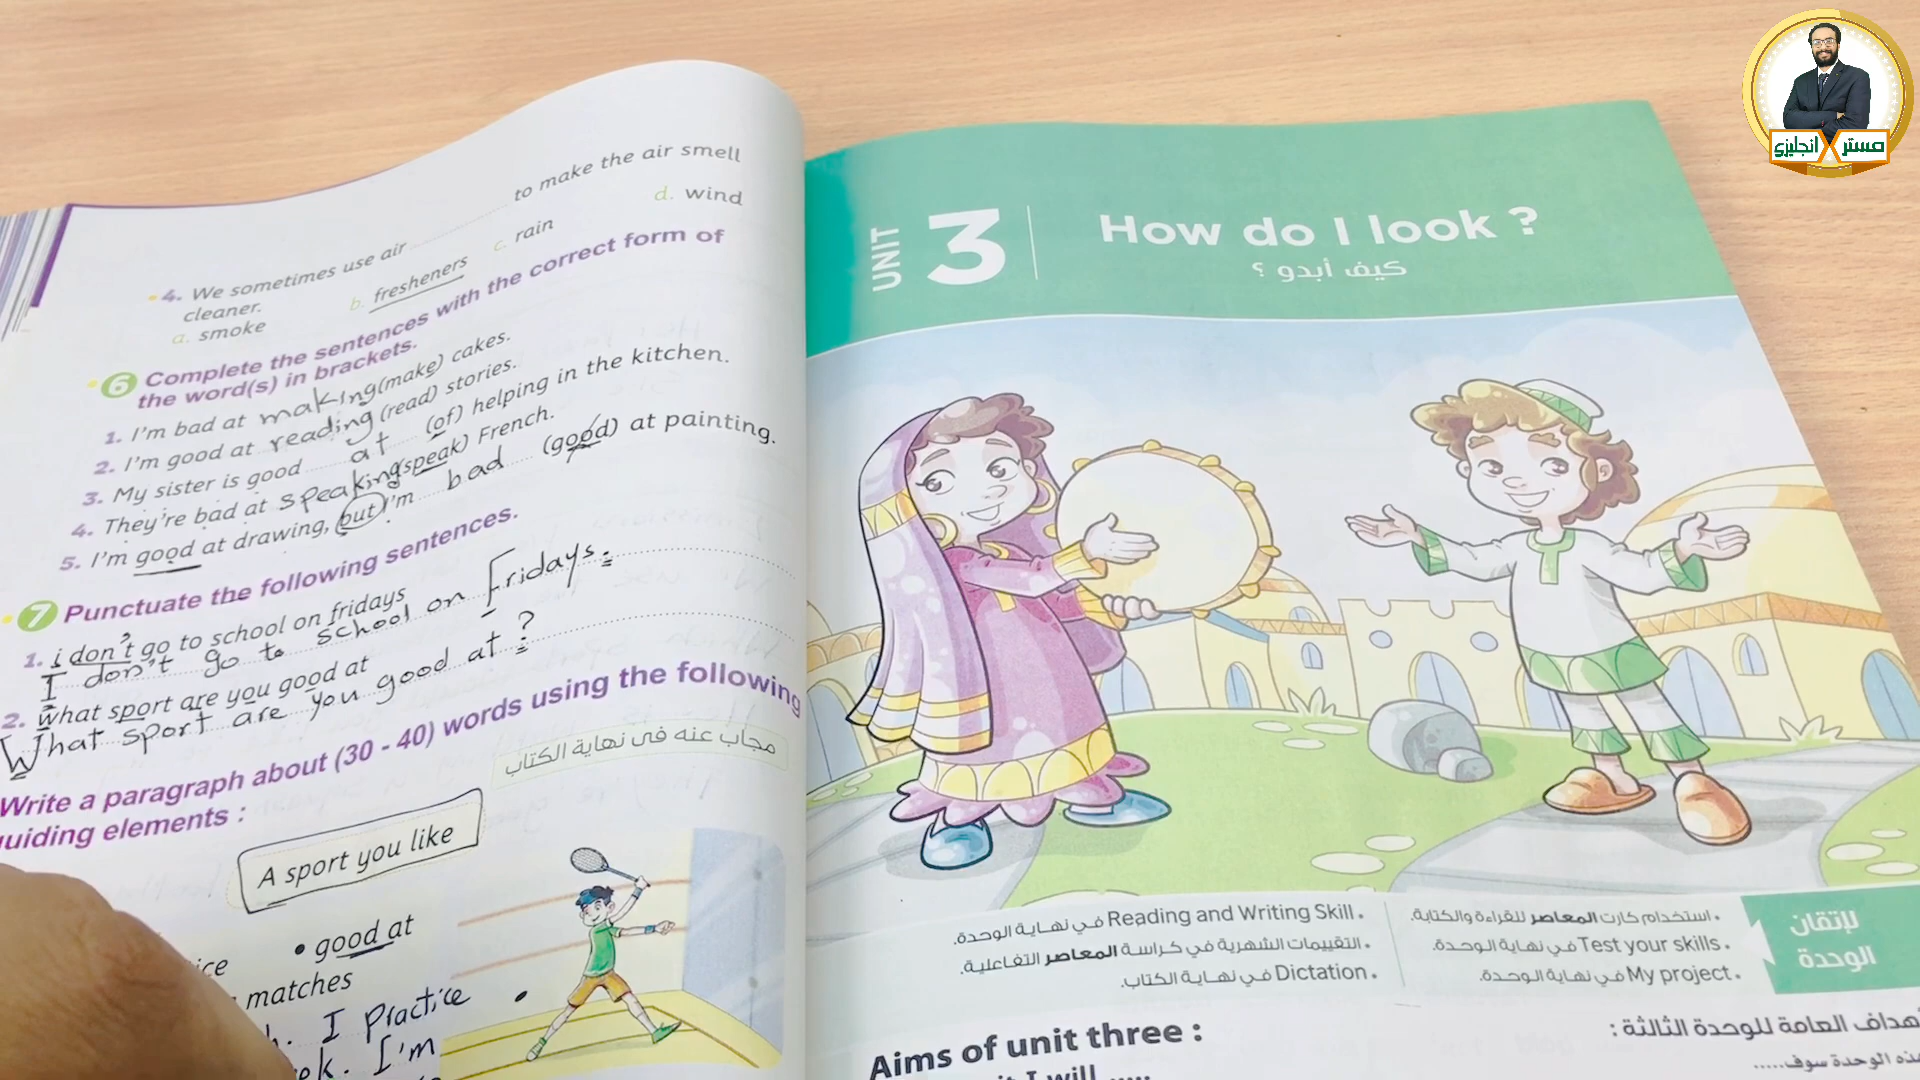 4. We sometimes use air ............ to make the air smell
cleaner.
a. smoke b. fresheners c. rain d. wind
6 Complete the sentences with the correct form of
the word(s) in brackets.
1. I'm bad at making (make) cakes.
2. I'm good at reading (read) stories.
3. My sister is good at (of) helping in the kitchen.
4. They're bad at speaking (speak) French.
5. I'm good at drawing, but I'm bad (good) at painting.
7 Punctuate the following sentences.
1. i don't go to school on fridays
I don't go to school on Fridays.
2. what sport are you good at
What sport are you good at ?
Write a paragraph about (30 - 40) words using the following
guiding elements :
مجاب عنه فى نهاية الكتاب
A sport you like
• good at
matches
I Practice
I'm
UNIT 3
How do I look ?
كيف أبدو ؟
لإتقان
الوحدة
• استخدام كارت المعاصر للقراءة والكتابة.
• Test your skills في نهاية الوحدة.
• My project في نهاية الوحدة.
• Reading and Writing Skill في نهاية الوحدة.
• التقييمات الشهرية في كراسة المعاصر التفاعلية.
• Dictation في نهاية الكتاب.
Aims of unit three :
I will .....
العامة للوحدة الثالثة :
الوحدة سوف.....
مستر X انجليزي